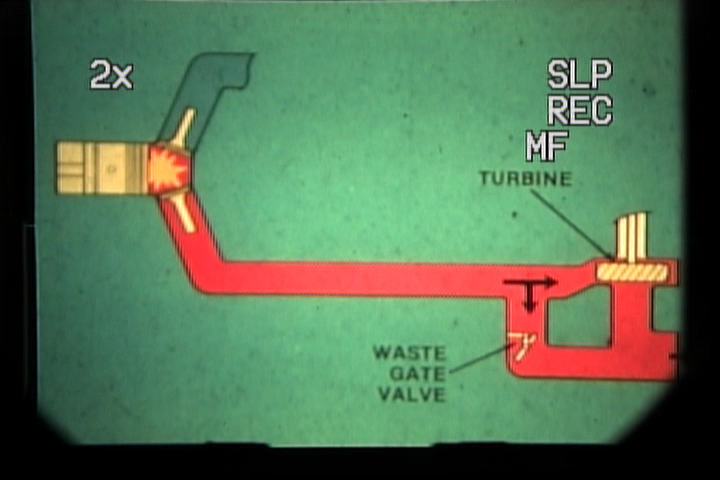 2x
SLP
REC
MF
TURBINE
WASTE
GATE
VALVE